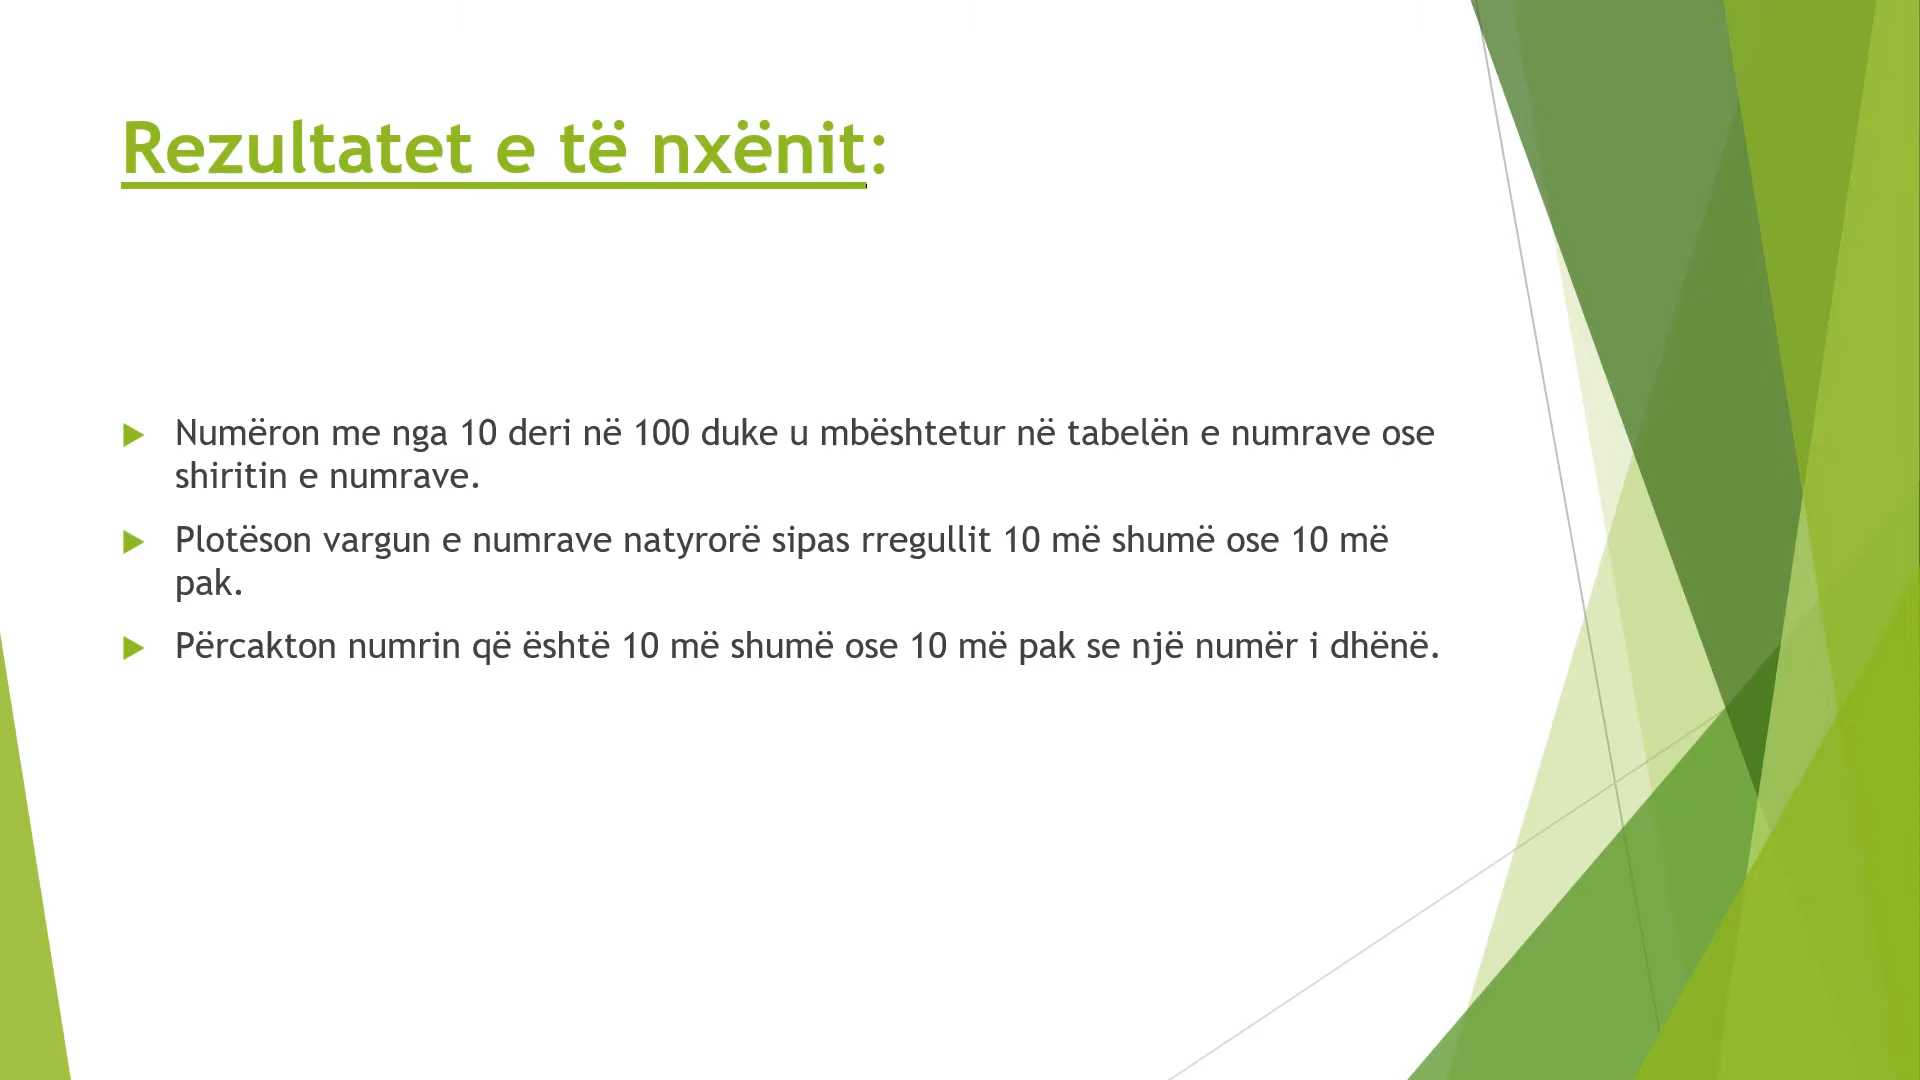 Rezultatet e të nxënit:
Numëron me nga 10 deri në 100 duke u mbështetur në tabelën e numrave ose
shiritin e numrave.
Plotëson vargun e numrave natyrorë sipas rregullit 10 më shumë ose 10 më
pak.
Përcakton numrin që është 10 më shumë ose 10 më pak se një numër i dhënë.